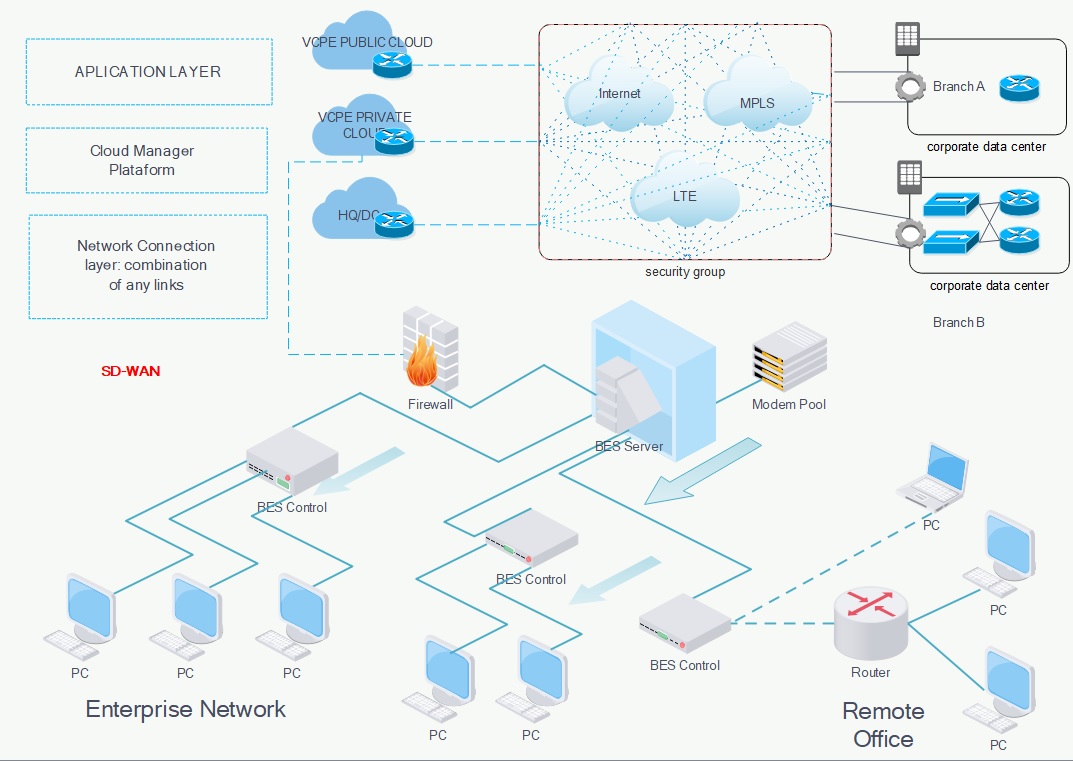 VCPE PUBLIC CLOUD
APLICATION LAYER
Internet
MPLS
Branch A
VCPE PRIVATE
CLOUD
corporate data center
Cloud Manager
Plataform
LTE
HQ/DC
Network Connection
layer: combination
of any links
security group
corporate data center
Branch B
SD-WAN
Firewall
Modem Pool
BES Server
BES Control
PC
BES Control
PC
BES Control
Router
PC
PC
PC
Enterprise Network
Remote
Office
PC
PC
PC